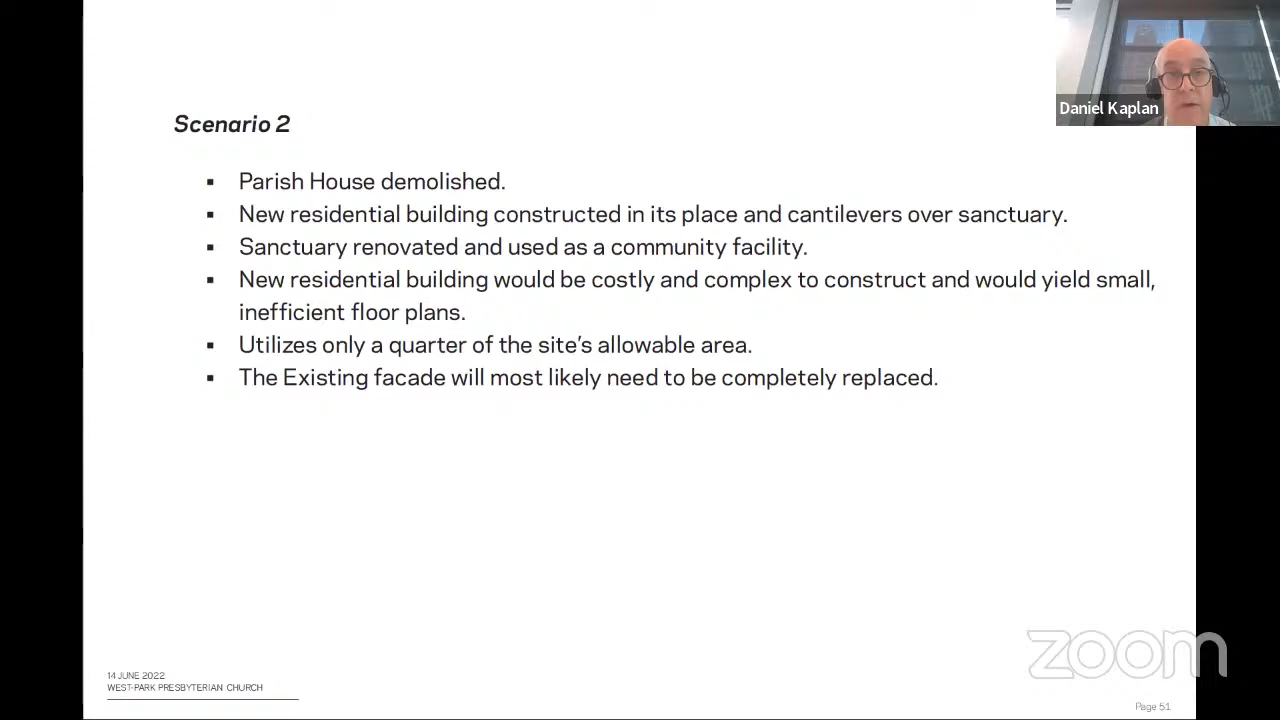 Daniel Kaplan
Scenario 2
▪ Parish House demolished.
▪ New residential building constructed in its place and cantilevers over sanctuary.
▪ Sanctuary renovated and used as a community facility.
▪ New residential building would be costly and complex to construct and would yield small,
inefficient floor plans.
▪ Utilizes only a quarter of the site's allowable area.
▪ The Existing facade will most likely need to be completely replaced.
zoom
14 JUNE 2022
WEST-PARK PRESBYTERIAN CHURCH
Page 51